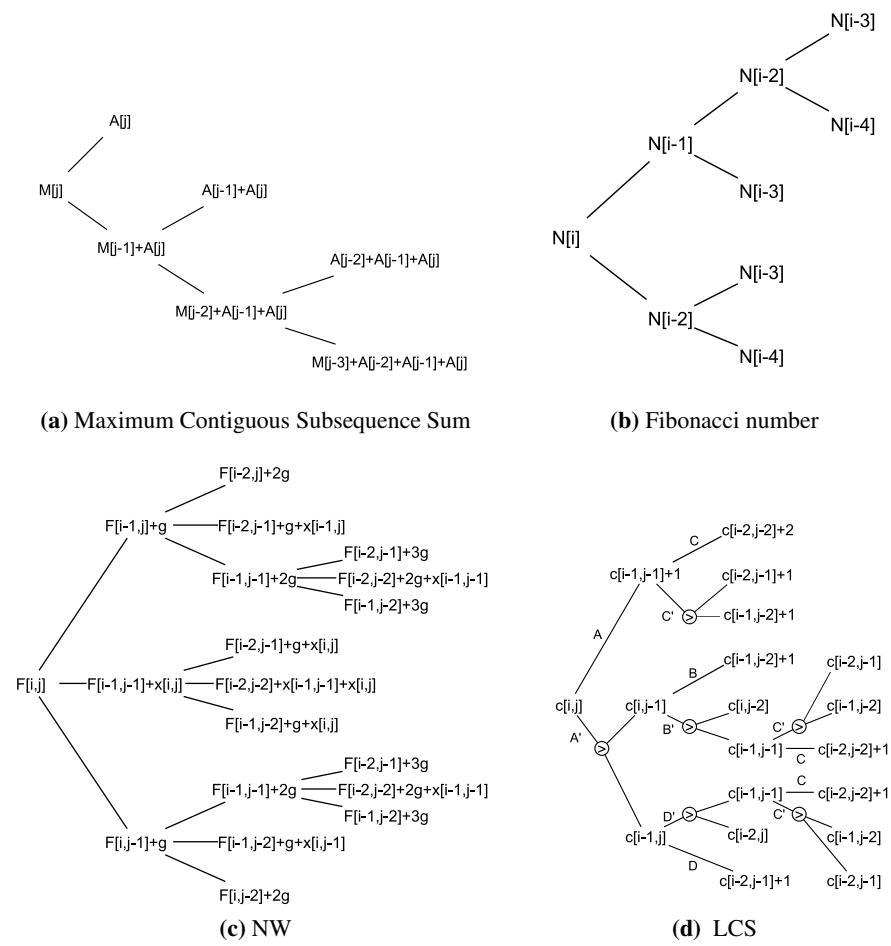 A[j]
M[j]
A[j-1]+A[j]
M[j-1]+A[j]
A[j-2]+A[j-1]+A[j]
M[j-2]+A[j-1]+A[j]
M[j-3]+A[j-2]+A[j-1]+A[j]
(a) Maximum Contiguous Subsequence Sum
N[i-3]
N[i-2]
N[i-4]
N[i-1]
N[i-3]
N[i]
N[i-3]
N[i-2]
N[i-4]
(b) Fibonacci number
F[i-2,j]+2g
F[i-1,j]+g
F[i-2,j-1]+g+x[i-1,j]
F[i-2,j-1]+3g
F[i-1,j-1]+2g
F[i-2,j-2]+2g+x[i-1,j-1]
F[i-1,j-2]+3g
F[i-2,j-1]+g+x[i,j]
F[i,j]
F[i-1,j-1]+x[i,j]
F[i-2,j-2]+x[i-1,j-1]+x[i,j]
F[i-1,j-2]+g+x[i,j]
F[i-2,j-1]+3g
F[i-1,j-1]+2g
F[i-2,j-2]+2g+x[i-1,j-1]
F[i-1,j-2]+3g
F[i,j-1]+g
F[i-1,j-2]+g+x[i,j-1]
F[i,j-2]+2g
(c) NW
C
c[i-2,j-2]+2
c[i-1,j-1]+1
c[i-2,j-1]+1
C'
>
c[i-1,j-2]+1
A
B
c[i-1,j-2]+1
c[i-2,j-1]
c[i,j]
c[i,j-1]
c[i,j-2]
c[i-1,j-2]
B'
>
C'
>
A'
>
c[i-1,j-1]
C
c[i-2,j-2]+1
C
c[i-1,j-1]
c[i-2,j-2]+1
D'
>
C'
>
c[i-1,j]
c[i-2,j]
c[i-1,j-2]
D
c[i-2,j-1]+1
c[i-2,j-1]
(d) LCS